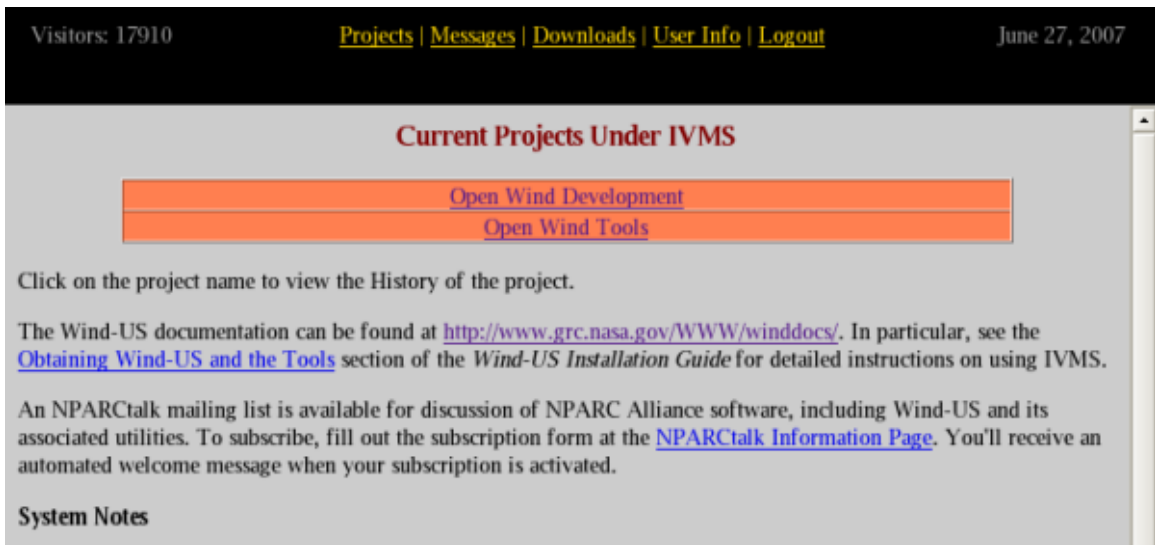 Visitors: 17910 Projects | Messages | Downloads | User Info | Logout June 27, 2007
Current Projects Under IVMS
Open Wind Development
Open Wind Tools
Click on the project name to view the History of the project.
The Wind-US documentation can be found at http://www.grc.nasa.gov/WWW/winddocs/. In particular, see the
Obtaining Wind-US and the Tools section of the Wind-US Installation Guide for detailed instructions on using IVMS.
An NPARCtalk mailing list is available for discussion of NPARC Alliance software, including Wind-US and its
associated utilities. To subscribe, fill out the subscription form at the NPARCtalk Information Page. You'll receive an
automated welcome message when your subscription is activated.
System Notes